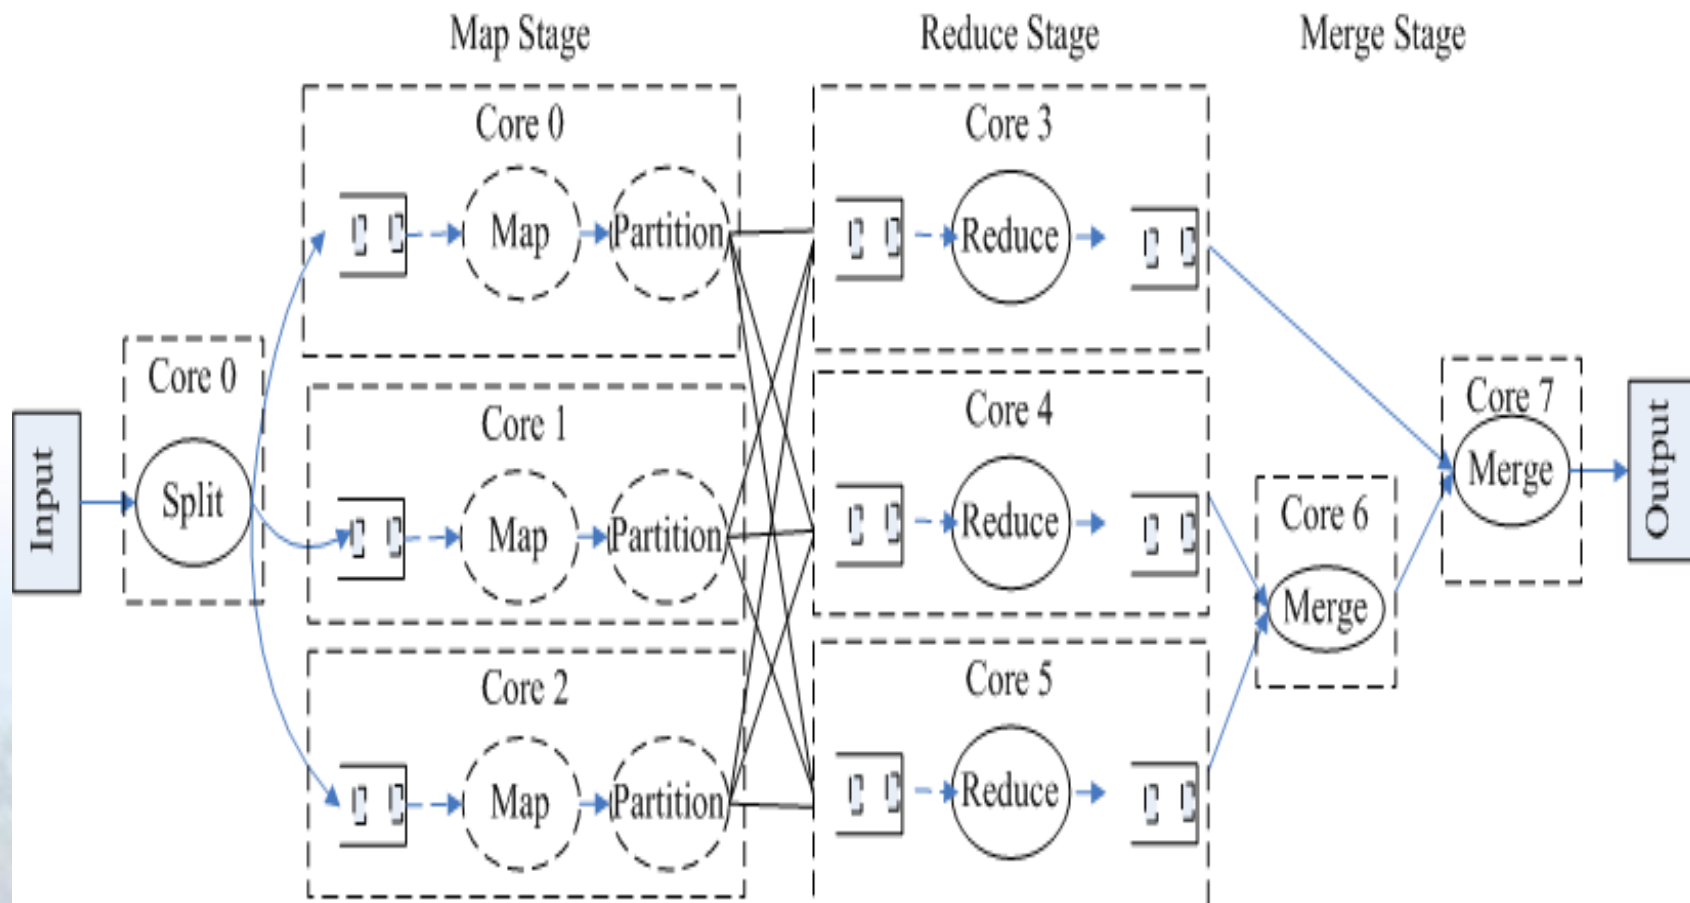 Map Stage
Reduce Stage
Merge Stage
Input
Core 0
Split
Core 0
Map
Partition
Core 1
Map
Partition
Core 2
Map
Partition
Core 3
Reduce
Core 4
Reduce
Core 5
Reduce
Core 6
Merge
Core 7
Merge
Output